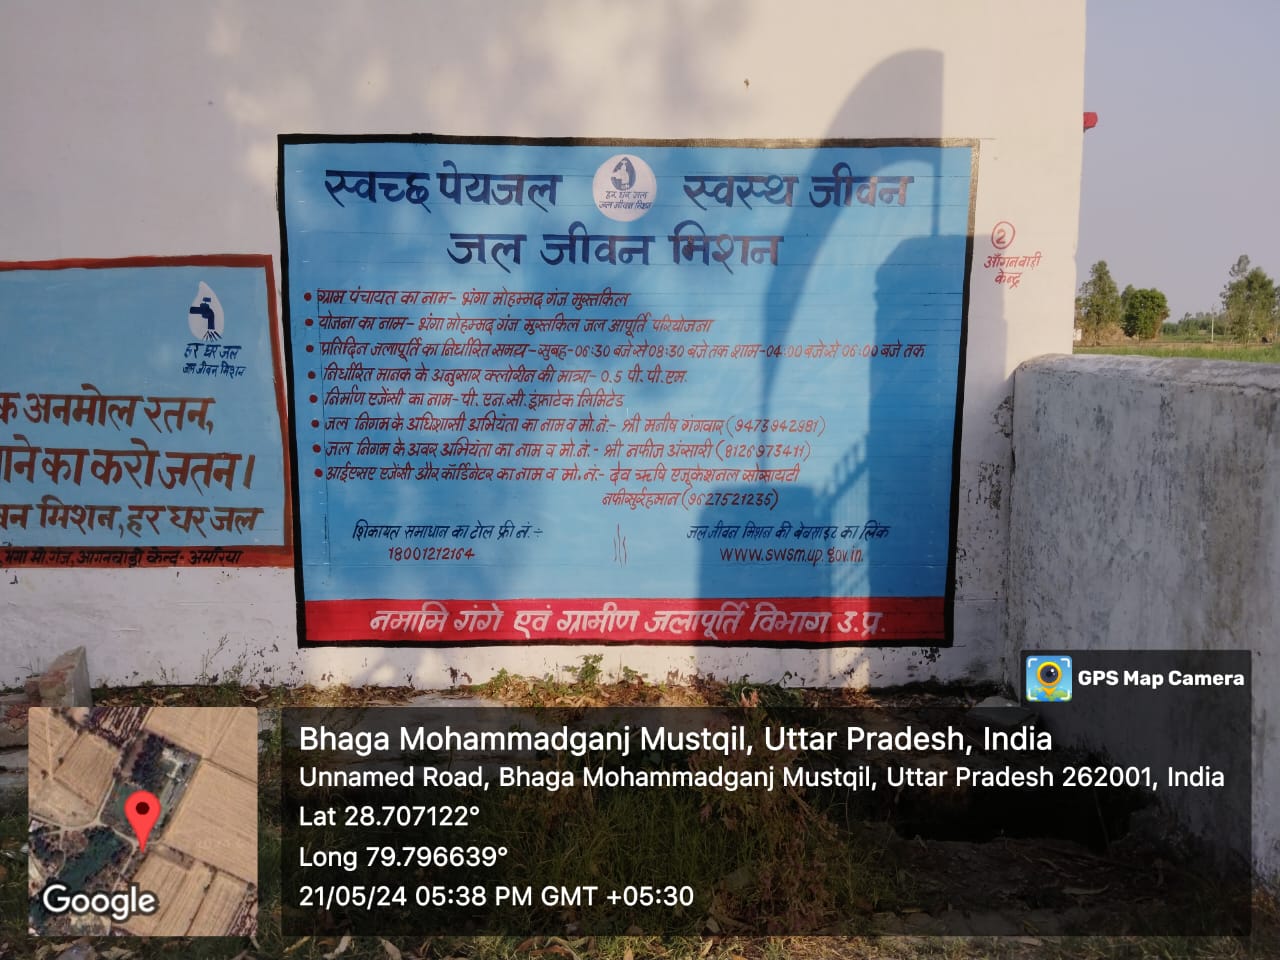 स्वच्छ पेयजल
हर घर जल
जल जीवन मिशन
स्वस्थ जीवन
जल जीवन मिशन
• ग्राम पंचायत का नाम- भंगा मोहम्मद गंज मुस्तकिल
• योजना का नाम- भंगा मोहम्मद गंज मुस्तकिल जल आपूर्ति परियोजना
• प्रतिदिन जलापूर्ति का निर्धारित समय- सुबह-06:30 बजे से 08:30 बजे तक शाम-04:00 बजे से 06:00 बजे तक
• निर्धारित मानक के अनुसार क्लोरीन की मात्रा- 0.5 पी.पी.एम.
• निर्माण एजेंसी का नाम- पी. एन.सी इंफ्राटेक लिमिटेड
• जल निगम के अधिशासी अभियंता का नाम व मो.नं.- श्री मनीष गंगवार (9473942981)
• जल निगम के अवर अभियंता का नाम व मो.नं.- श्री नफीज अंसारी (8126973411)
• आईएसए एजेंसी और कॉर्डिनेटर का नाम व मो.नं.- देव ऋषि एजूकेशनल सोसायटी
नफीसुर्रहमान (9627521235)
शिकायत समाधान का टोल फ्री नं.÷
18001212164
जल जीवन मिशन की बेबसाइट का लिंक
www.swsm.up.gov.in.
नमामि गंगे एवं ग्रामीण जलापूर्ति विभाग उ.प्र.
हर घर जल
जल जीवन मिशन
क अनमोल रतन,
का करो जतन।
मिशन, हर घर जल
भंगा मो.गंज, आगनवाड़ी केन्द्र- अमरिया
2
आँगनवाड़ी
केन्द्र
GPS Map Camera
Bhaga Mohammadganj Mustqil, Uttar Pradesh, India
Unnamed Road, Bhaga Mohammadganj Mustqil, Uttar Pradesh 262001, India
Lat 28.707122°
Long 79.796639°
21/05/24 05:38 PM GMT +05:30
Google